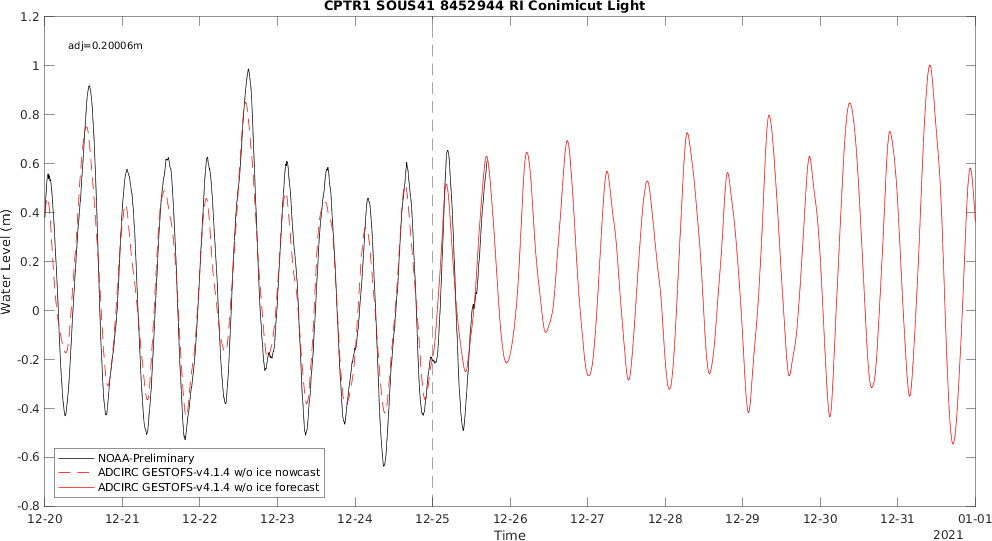 CPTR1 SOUS41 8452944 RI Conimicut Light
1.2
adj=0.20006m
1
0.8
0.6
0.4
0.2
0
-0.2
-0.4
-0.6
-0.8
Water Level (m)
NOAA-Preliminary
ADCIRC GESTOFS-v4.1.4 w/o ice nowcast
ADCIRC GESTOFS-v4.1.4 w/o ice forecast
12-20 12-21 12-22 12-23 12-24 12-25 12-26 12-27 12-28 12-29 12-30 12-31 01-01
Time
2021